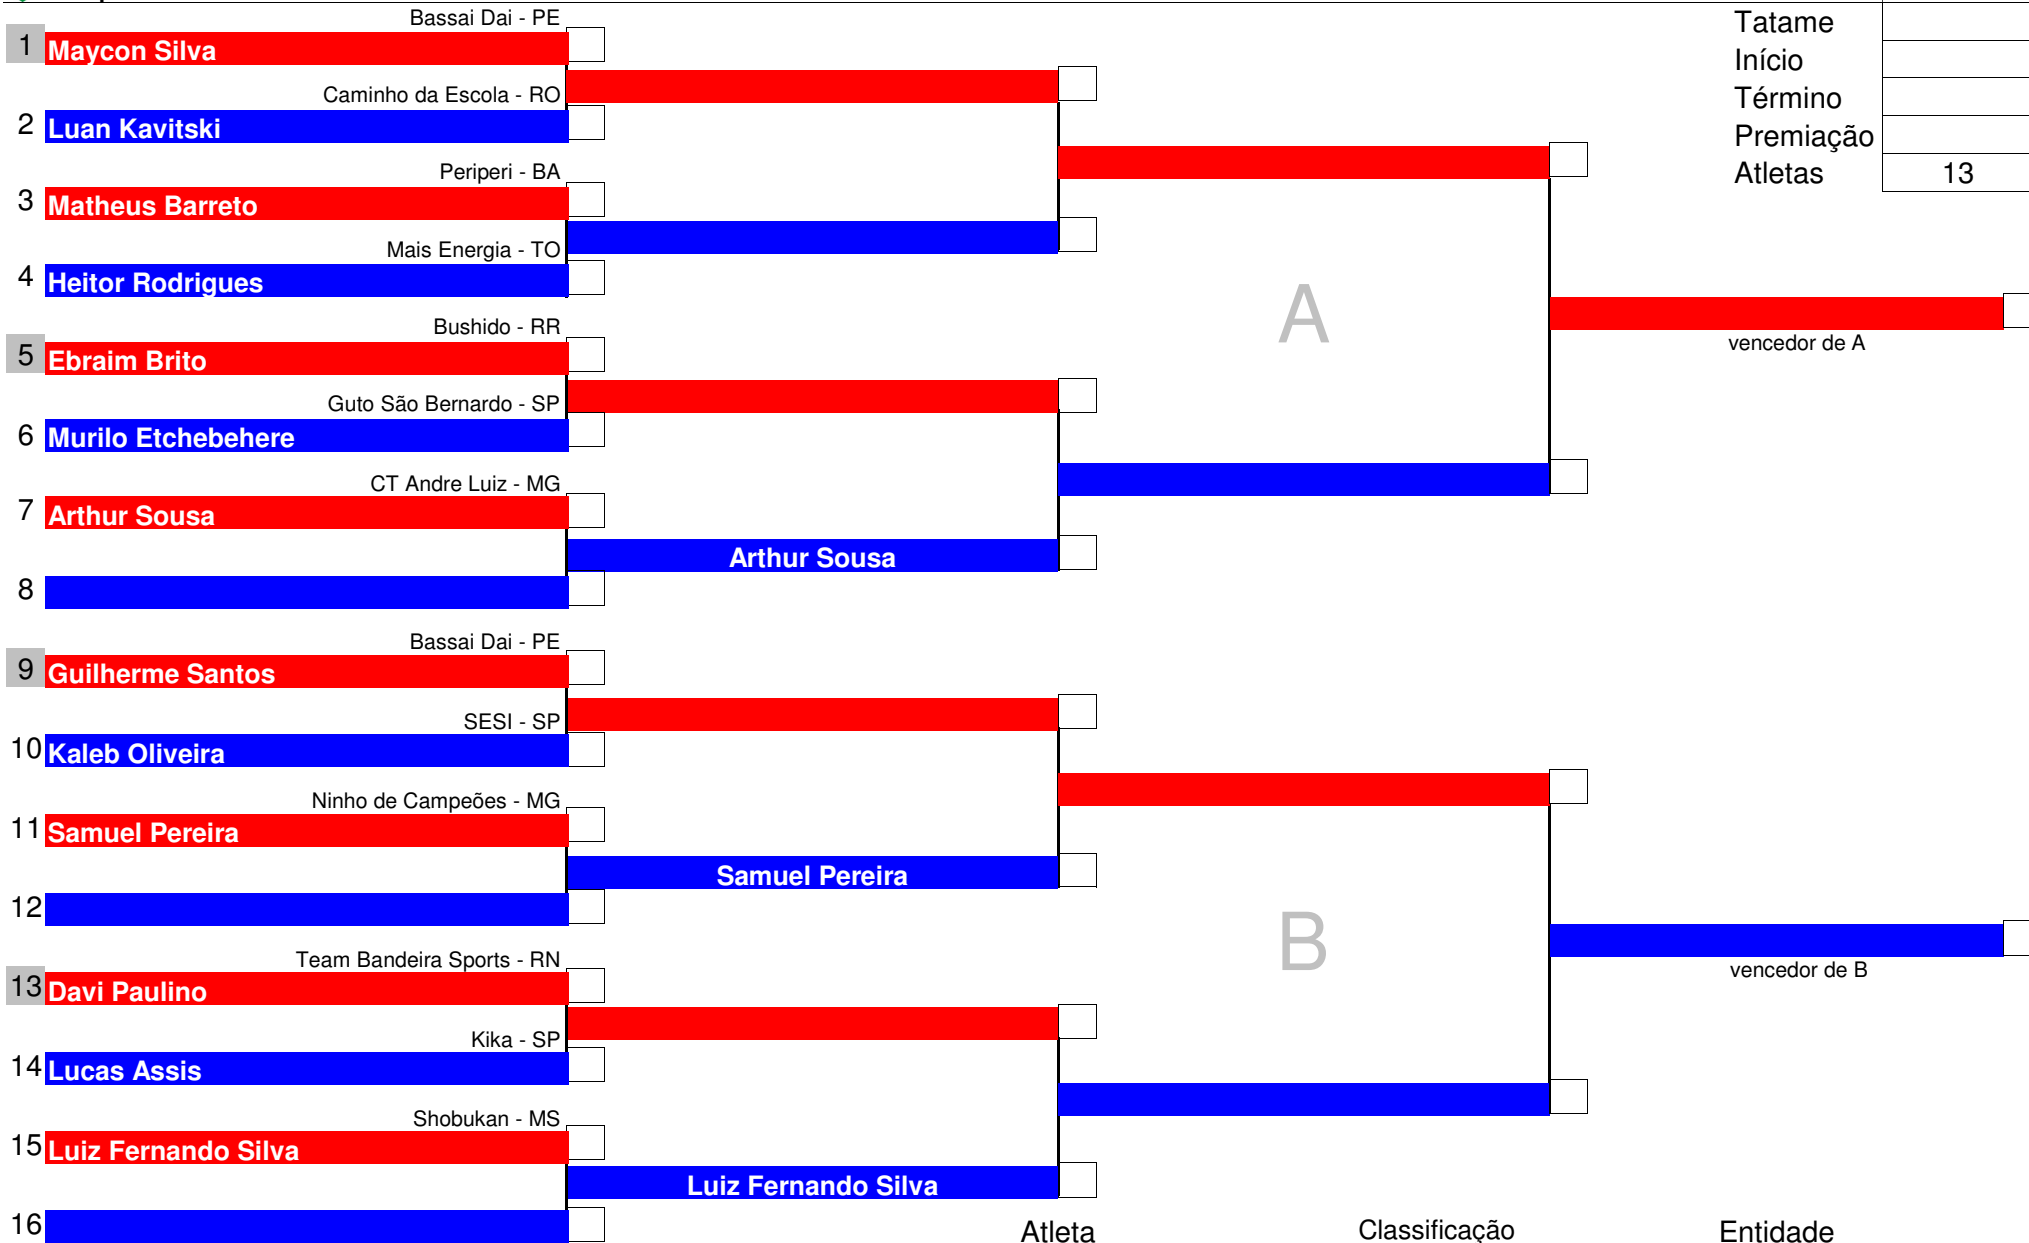 Bassai Dai - PE
1 Maycon Silva
Caminho da Escola - RO
2 Luan Kavitski
Periperi - BA
3 Matheus Barreto
Mais Energia - TO
4 Heitor Rodrigues
Bushido - RR
5 Ebraim Brito
Guto São Bernardo - SP
6 Murilo Etchebehere
CT Andre Luiz - MG
7 Arthur Sousa
Arthur Sousa
8
Bassai Dai - PE
9 Guilherme Santos
SESI - SP
10 Kaleb Oliveira
Ninho de Campeões - MG
11 Samuel Pereira
Samuel Pereira
12
Team Bandeira Sports - RN
13 Davi Paulino
Kika - SP
14 Lucas Assis
Shobukan - MS
15 Luiz Fernando Silva
Luiz Fernando Silva
16
A
vencedor de A
B
vencedor de B
Tatame
Início
Término
Premiação
Atletas 13
Atleta Classificação Entidade